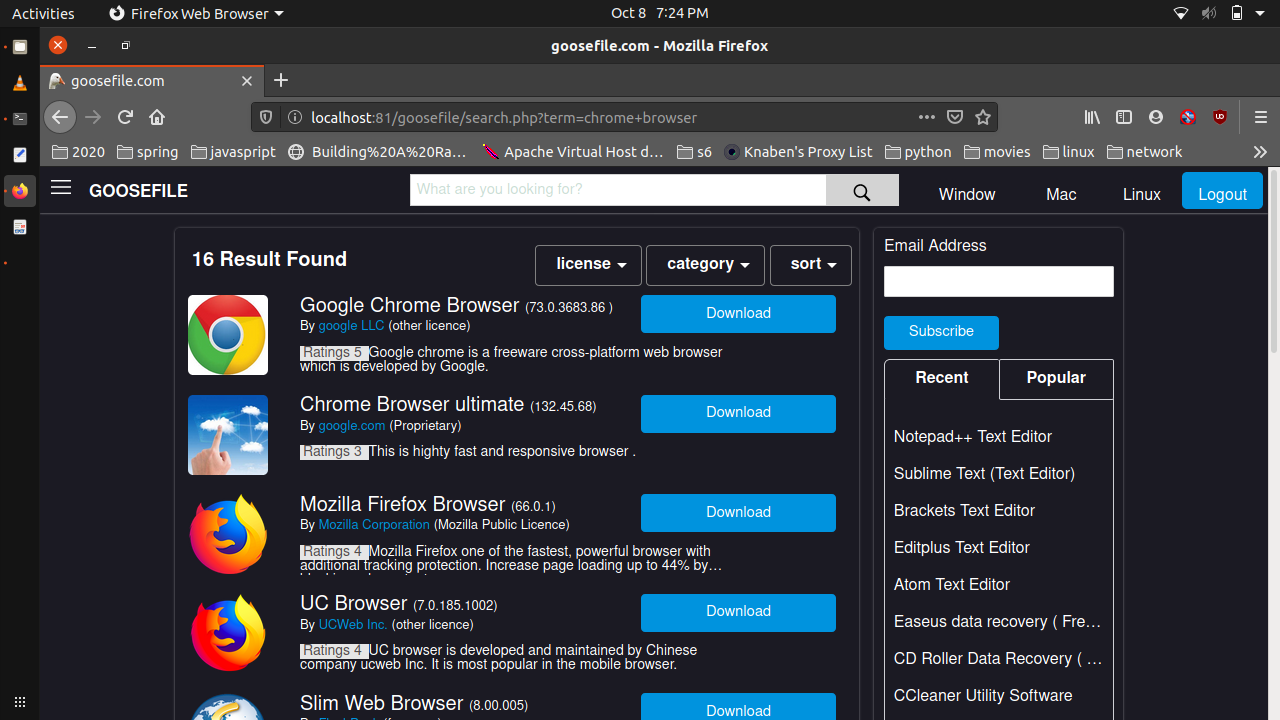 Activities Firefox Web Browser Oct 8 7:24 PM
goosefile.com - Mozilla Firefox
goosefile.com
localhost:81/goosefile/search.php?term=chrome+browser
2020 spring javasript Building%20A%20Ra… Apache Virtual Host d… s6 Knaben's Proxy List python movies linux network
GOOSEFILE What are you looking for? Window Mac Linux Logout
16 Result Found license category sort
Google Chrome Browser (73.0.3683.86 ) Download
By google LLC (other licence)
Ratings 5 Google chrome is a freeware cross-platform web browser
which is developed by Google.
Chrome Browser ultimate (132.45.68) Download
By google.com (Proprietary)
Ratings 3 This is highty fast and responsive browser .
Mozilla Firefox Browser (66.0.1) Download
By Mozilla Corporation (Mozilla Public Licence)
Ratings 4 Mozilla Firefox one of the fastest, powerful browser with
additional tracking protection. Increase page loading up to 44% by…
UC Browser (7.0.185.1002) Download
By UCWeb Inc. (other licence)
Ratings 4 UC browser is developed and maintained by Chinese
company ucweb Inc. It is most popular in the mobile browser.
Slim Web Browser (8.00.005) Download
Email Address
Subscribe
Recent Popular
Notepad++ Text Editor
Sublime Text (Text Editor)
Brackets Text Editor
Editplus Text Editor
Atom Text Editor
Easeus data recovery ( Fre…
CD Roller Data Recovery ( …
CCleaner Utility Software